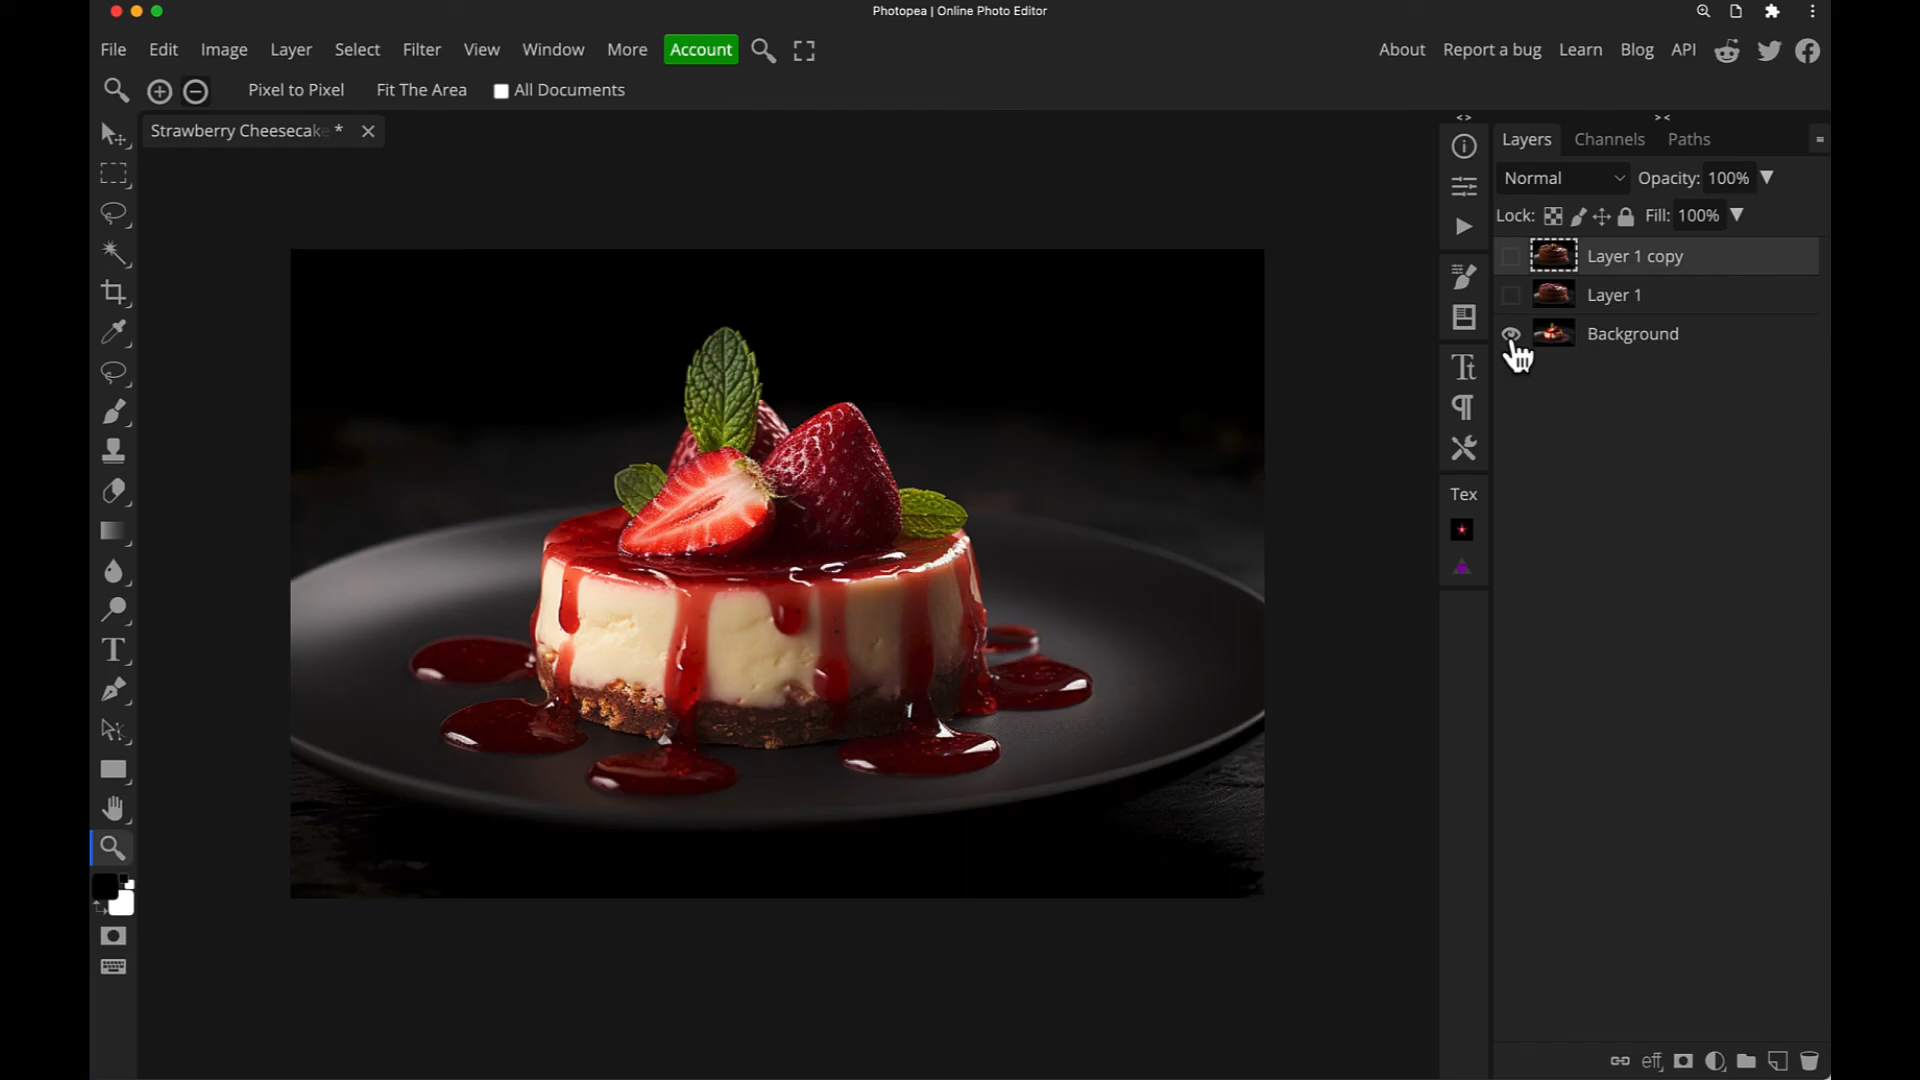 Photopea | Online Photo Editor
File Edit Image Layer Select Filter View Window More Account About Report a bug Learn Blog API
Pixel to Pixel Fit The Area All Documents
Strawberry Cheesecake *
Layers Channels Paths
Normal Opacity: 100%
Lock: Fill: 100%
Layer 1 copy
Layer 1
Background
Tex
eff